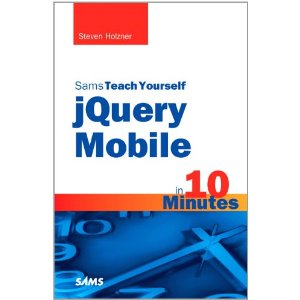 Steven Holzner
Sams Teach Yourself
jQuery
Mobile
in 10
Minutes
SAMS